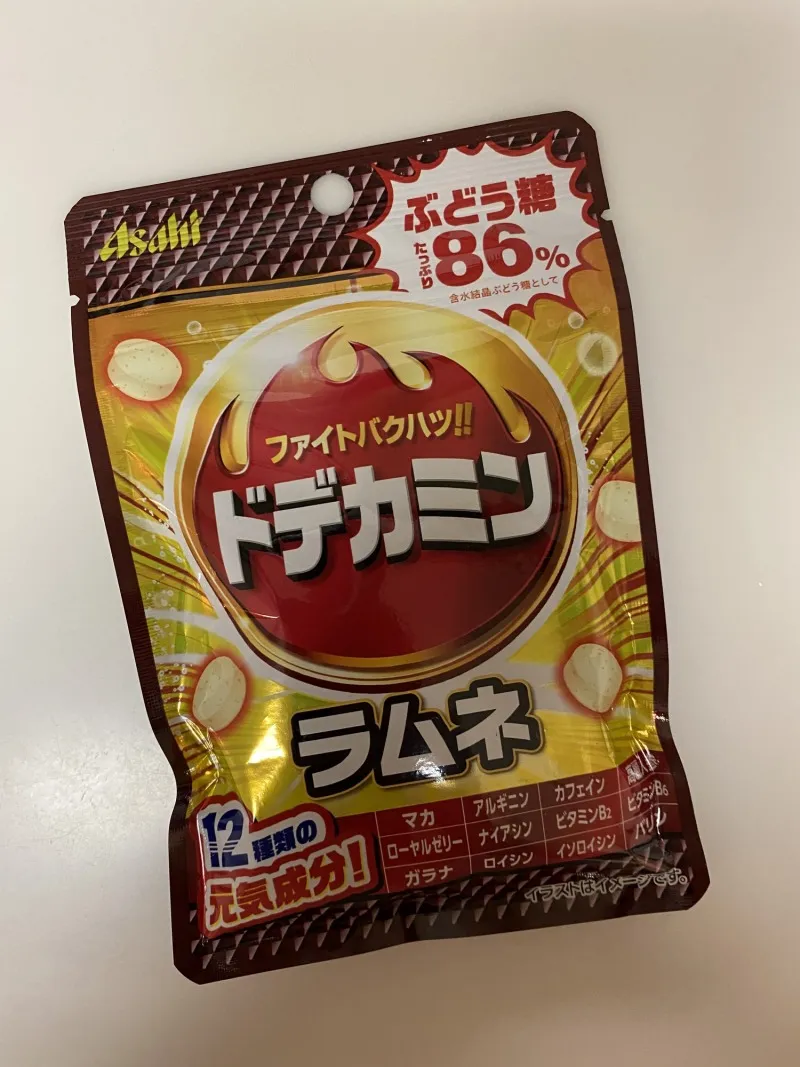 Asahi
ぶどう糖
たっぷり86%
含水結晶ぶどう糖として
ファイトバクハツ!!
ドデカミン
ラムネ
12種類の
元気成分!
マカ アルギニン カフェイン
ローヤルゼリー ナイアシン ビタミンB2 ビタミンB6
ガラナ ロイシン イソロイシン バリン
イラストはイメージです。